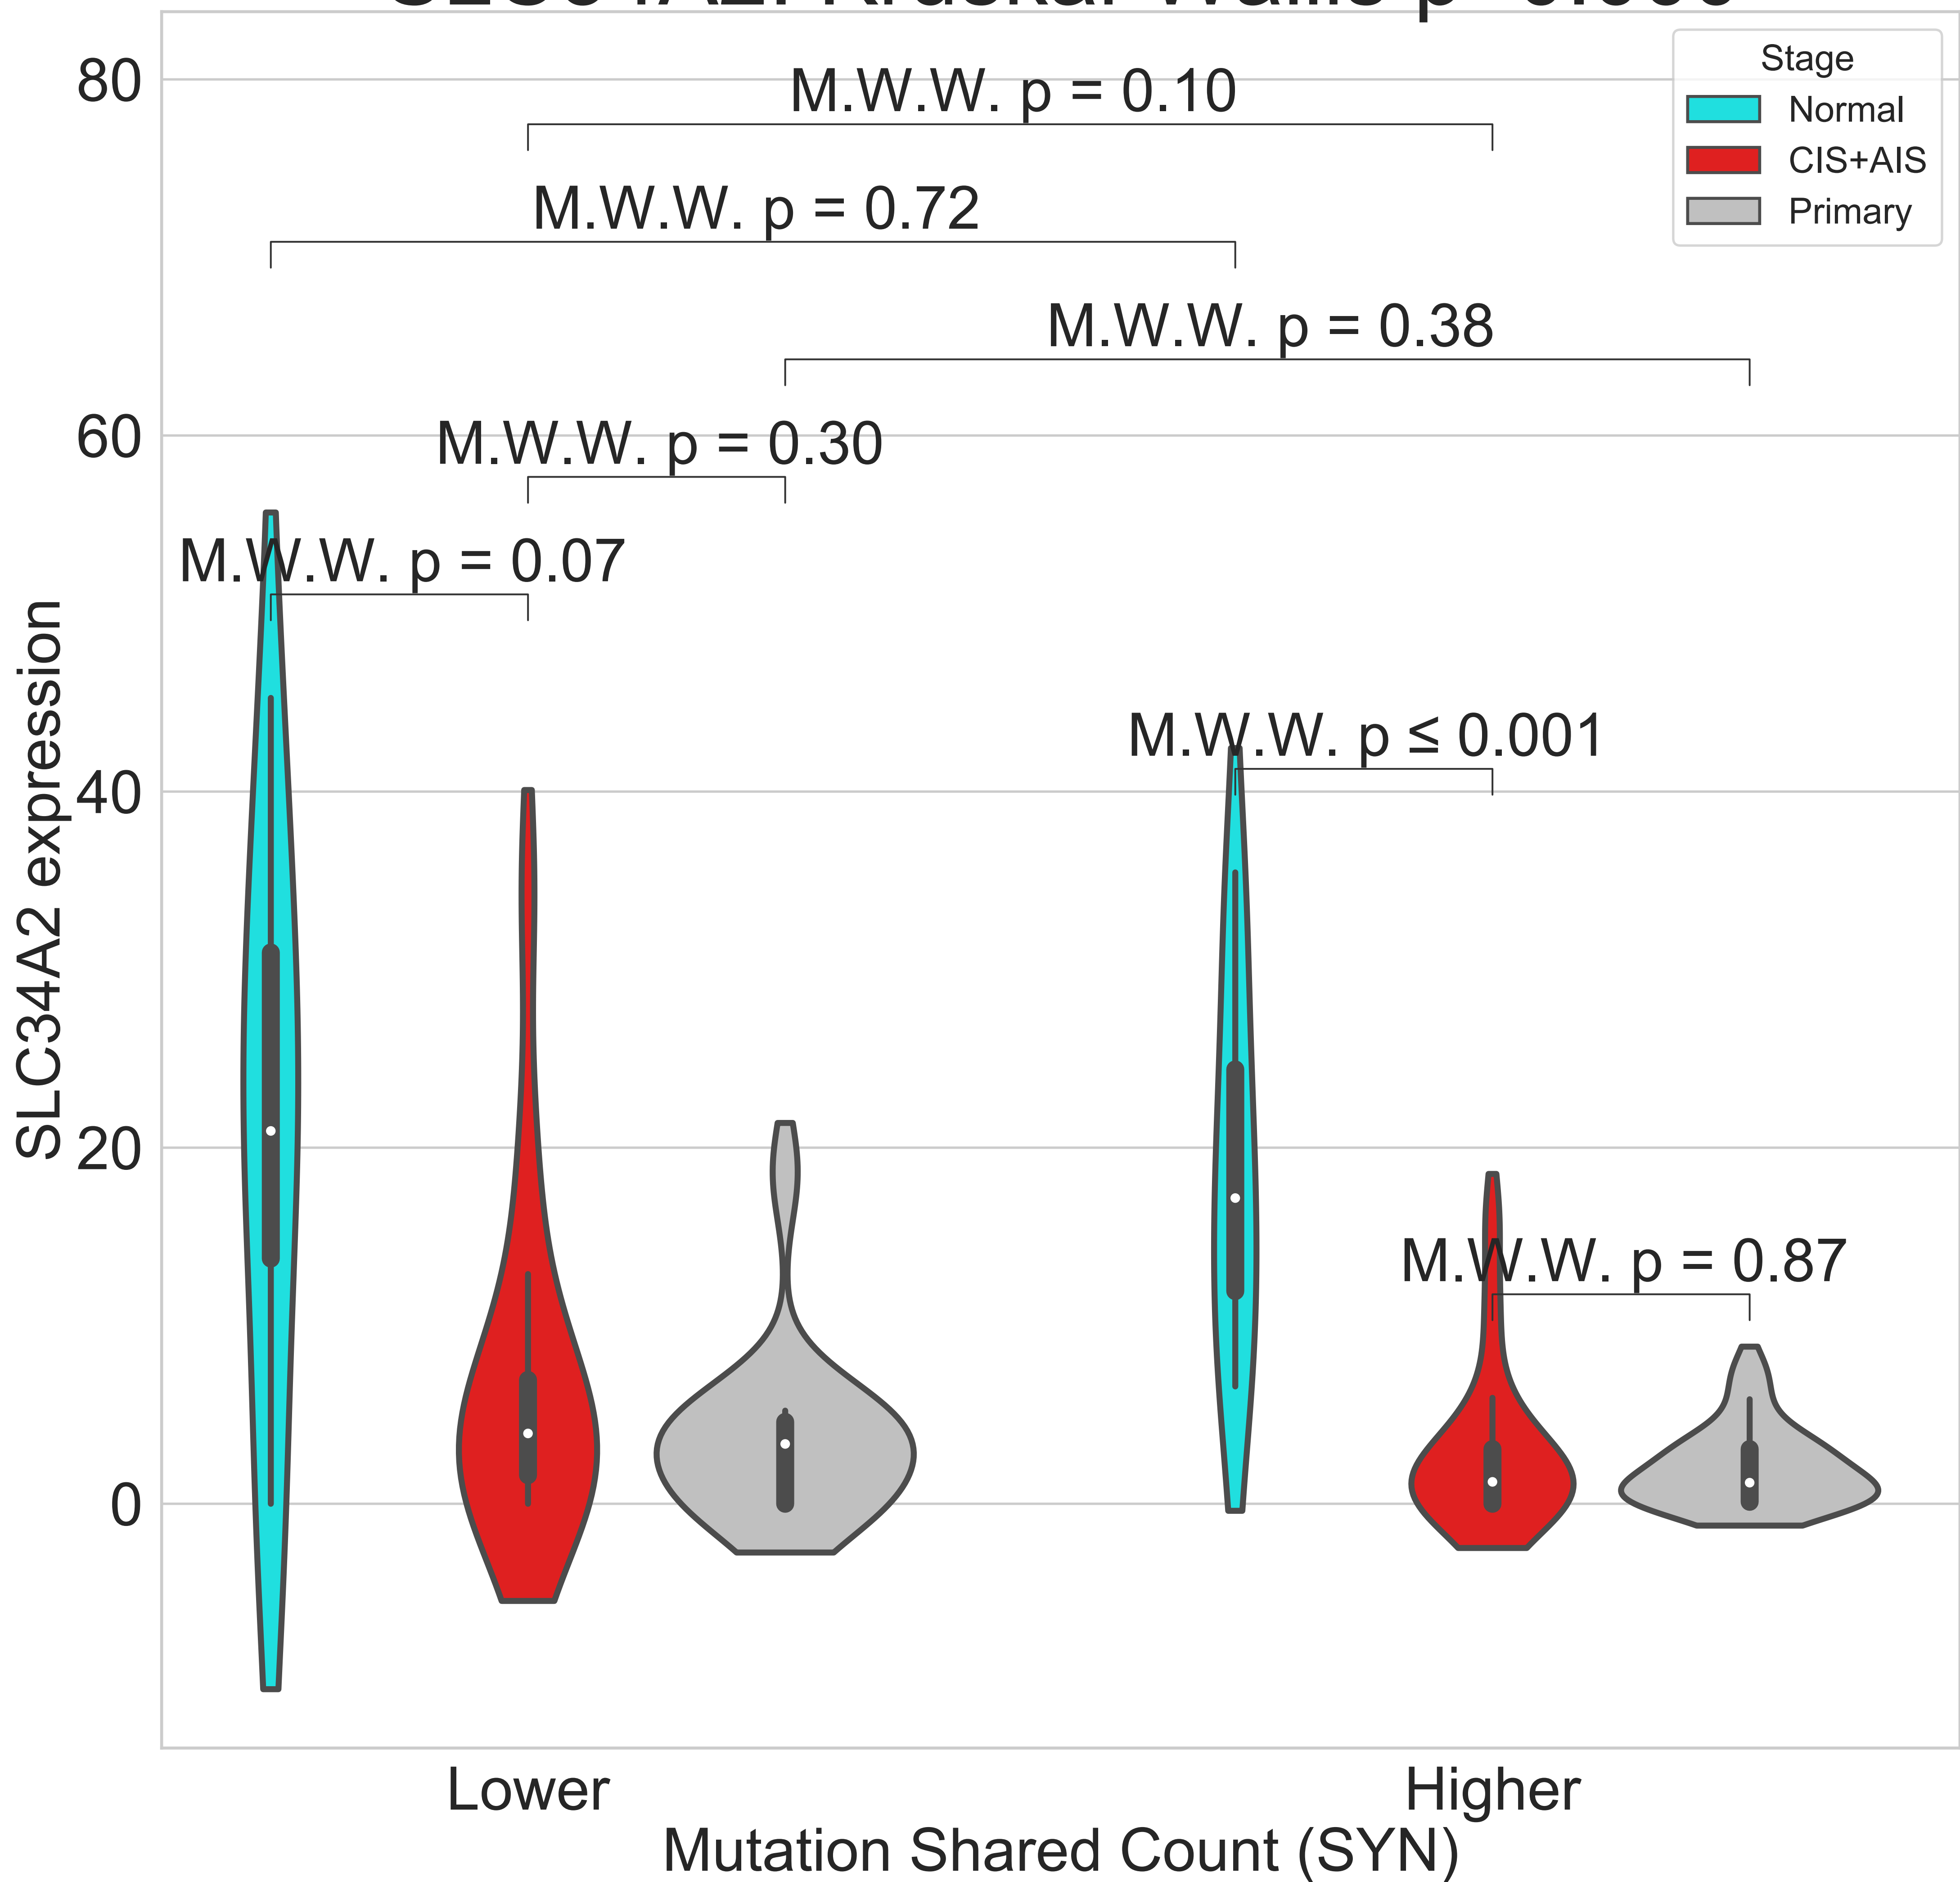 80
60
40
20
0
SLC34A2 expression
M.W.W. p = 0.10
M.W.W. p = 0.72
M.W.W. p = 0.38
M.W.W. p = 0.30
M.W.W. p = 0.07
M.W.W. p ≤ 0.001
M.W.W. p = 0.87
Stage
Normal
CIS+AIS
Primary
Lower
Higher
Mutation Shared Count (SYN)